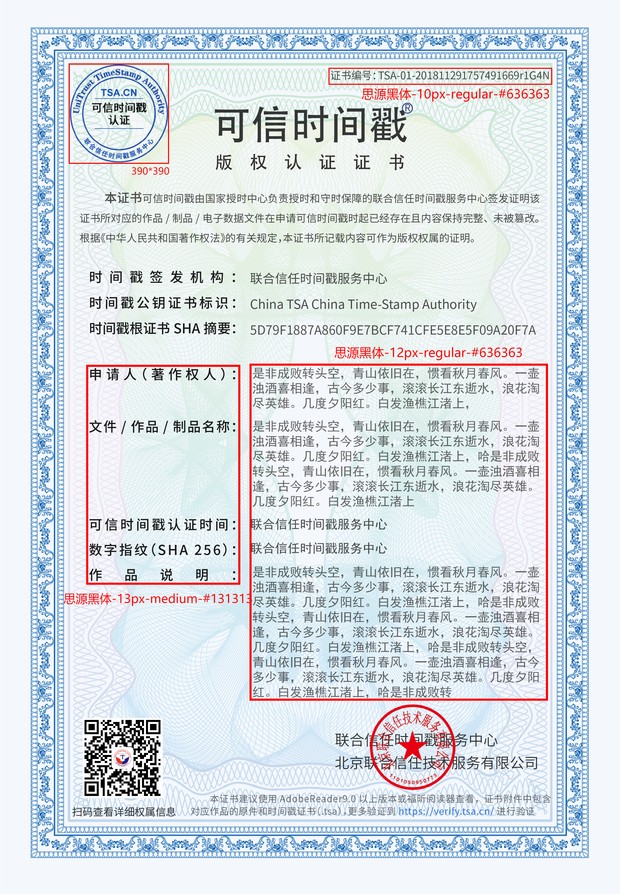 UniTrust TimeStamp Authority
TSA.CN
可信时间戳
认证
联合信任时间戳服务中心
390*390
证书编号：TSA-01-20181129175749166​9r1G4N
思源黑体-10px-regular-#636363
可信时间戳®
版权认证证书
本证书可信时间戳由国家授时中心负责授时和守时保障的联合信任时间戳服务中心签发证明该
证书所对应的作品 / 制品 / 电子数据文件在申请可信时间戳时起已经存在且内容保持完整、未被篡改。
根据《中华人民共和国著作权法》的有关规定，本证书所记载内容可作为版权权属的证明。
时间戳签发机构： 联合信任时间戳服务中心
时间戳公钥证书标识： China TSA China Time-Stamp Authority
时间戳根证书 SHA 摘要： 5D79F1887A860F9E7BCF741CFE5E8E5F09A20F7A
思源黑体-12px-regular-#636363
申请人（著作权人）： 是非成败转头空，青山依旧在，惯看秋月春风。一壶
浊酒喜相逢，古今多少事，滚滚长江东逝水，浪花淘
尽英雄。几度夕阳红。白发渔樵江渚上，
文件 / 作品 / 制品名称： 是非成败转头空，青山依旧在，惯看秋月春风。一壶
浊酒喜相逢，古今多少事，滚滚长江东逝水，浪花淘
尽英雄。几度夕阳红。白发渔樵江渚上，哈是非成败
转头空，青山依旧在，惯看秋月春风。一壶浊酒喜相
逢，古今多少事，滚滚长江东逝水，浪花淘尽英雄。
几度夕阳红。白发渔樵江渚上
可信时间戳认证时间： 联合信任时间戳服务中心
数字指纹（SHA 256）： 联合信任时间戳服务中心
作品说明： 是非成败转头空，青山依旧在，惯看秋月春风。一壶
浊酒喜相逢，古今多少事，滚滚长江东逝水，浪花淘
尽英雄。几度夕阳红。白发渔樵江渚上，哈是非成败
转头空，青山依旧在，惯看秋月春风。一壶浊酒喜相
逢，古今多少事，滚滚长江东逝水，浪花淘尽英雄。
几度夕阳红。白发渔樵江渚上，哈是非成败转头空，
青山依旧在，惯看秋月春风。一壶浊酒喜相逢，古今
多少事，滚滚长江东逝水，浪花淘尽英雄。几度夕阳
红。白发渔樵江渚上，哈是非成败转
思源黑体-13px-medium-#131313
联合信任时间戳服务中心
北京联合信任技术服务有限公司
扫码查看详细权属信息
本证书建议使用 AdobeReader9.0 以上版本或福昕阅读器查看，证书附件中包含
对应作品的原件和时间戳证书(.tsa)，更多验证到 https://verify.tsa.cn/ 进行验证